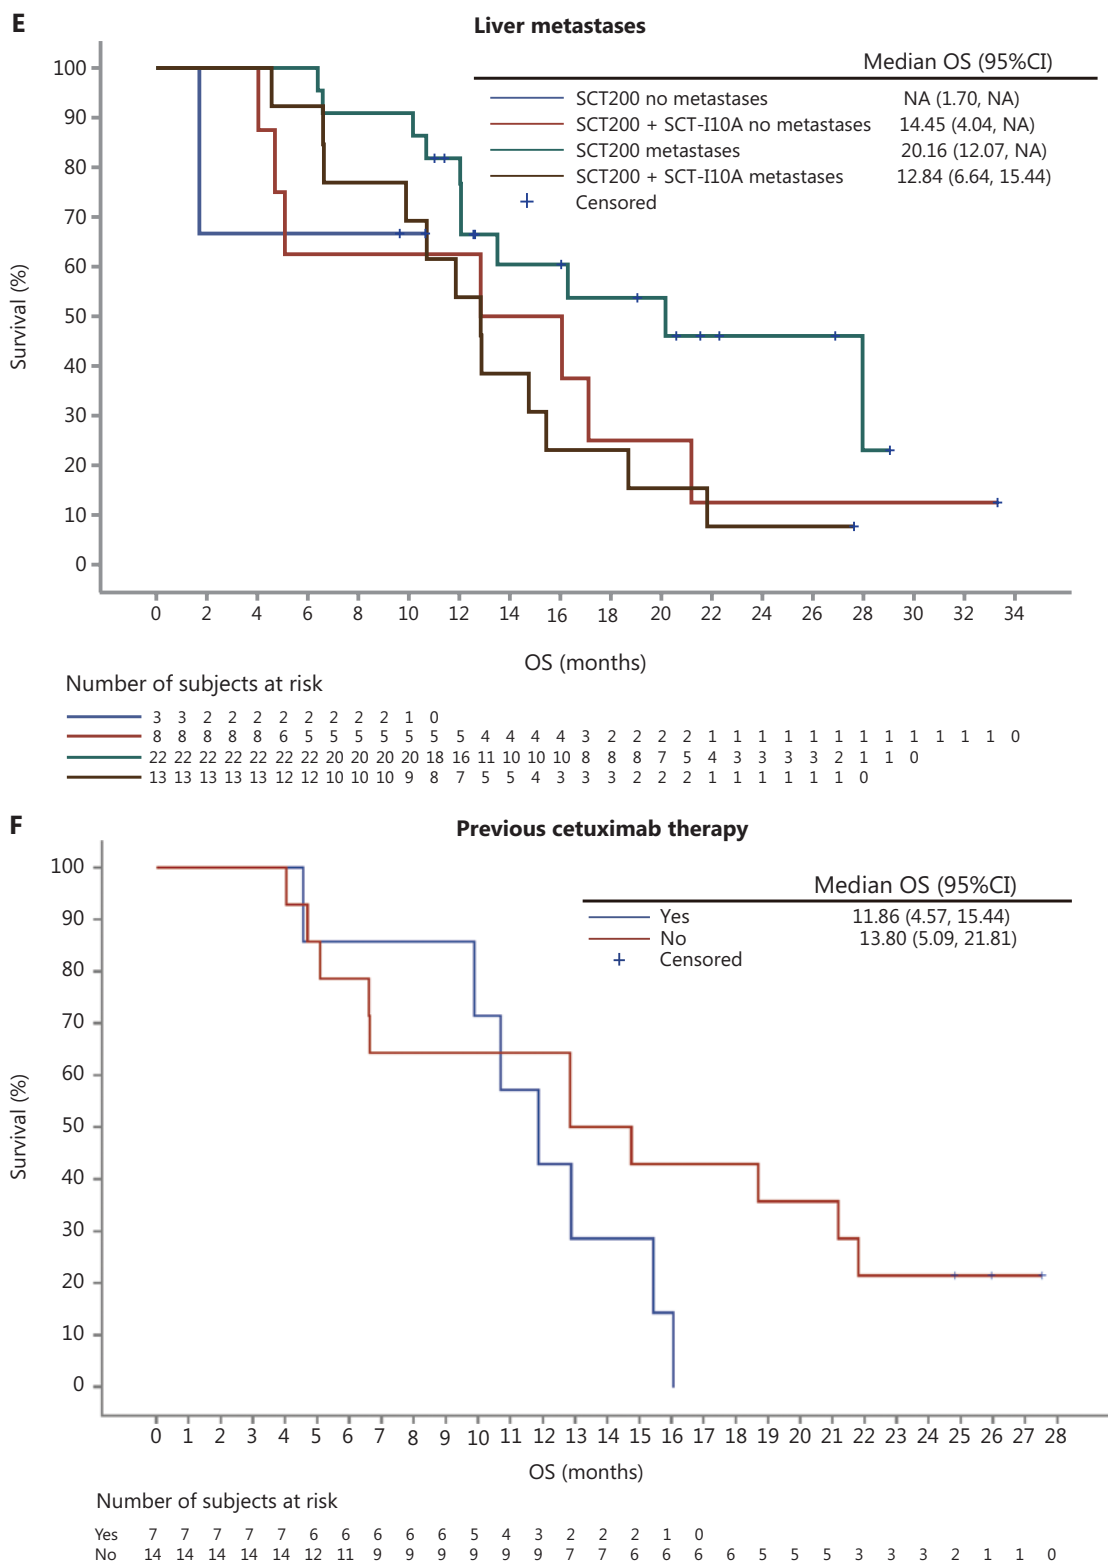 E
Liver metastases
Median OS (95%CI)
SCT200 no metastases NA (1.70, NA)
SCT200 + SCT-I10A no metastases 14.45 (4.04, NA)
SCT200 metastases 20.16 (12.07, NA)
SCT200 + SCT-I10A metastases 12.84 (6.64, 15.44)
Censored
Survival (%)
100
90
80
70
60
50
40
30
20
10
0
0 2 4 6 8 10 12 14 16 18 20 22 24 26 28 30 32 34
OS (months)
Number of subjects at risk
3 3 2 2 2 2 2 2 2 2 1 0
8 8 8 8 8 6 5 5 5 5 5 5 5 4 4 4 4 3 2 2 2 2 1 1 1 1 1 1 1 1 1 1 1 1 0
22 22 22 22 22 22 22 20 20 20 20 18 16 11 10 10 10 8 8 8 7 5 4 3 3 3 3 2 1 1 0
13 13 13 13 13 12 12 10 10 10 9 8 7 5 5 4 3 3 3 2 2 2 1 1 1 1 1 1 0
F
Previous cetuximab therapy
Median OS (95%CI)
Yes 11.86 (4.57, 15.44)
No 13.80 (5.09, 21.81)
Censored
Survival (%)
100
90
80
70
60
50
40
30
20
10
0
0 1 2 3 4 5 6 7 8 9 10 11 12 13 14 15 16 17 18 19 20 21 22 23 24 25 26 27 28
OS (months)
Number of subjects at risk
Yes 7 7 7 7 7 6 6 6 6 6 5 4 3 2 2 2 1 0
No 14 14 14 14 14 12 11 9 9 9 9 9 9 7 7 6 6 6 6 5 5 5 3 3 3 2 1 1 0